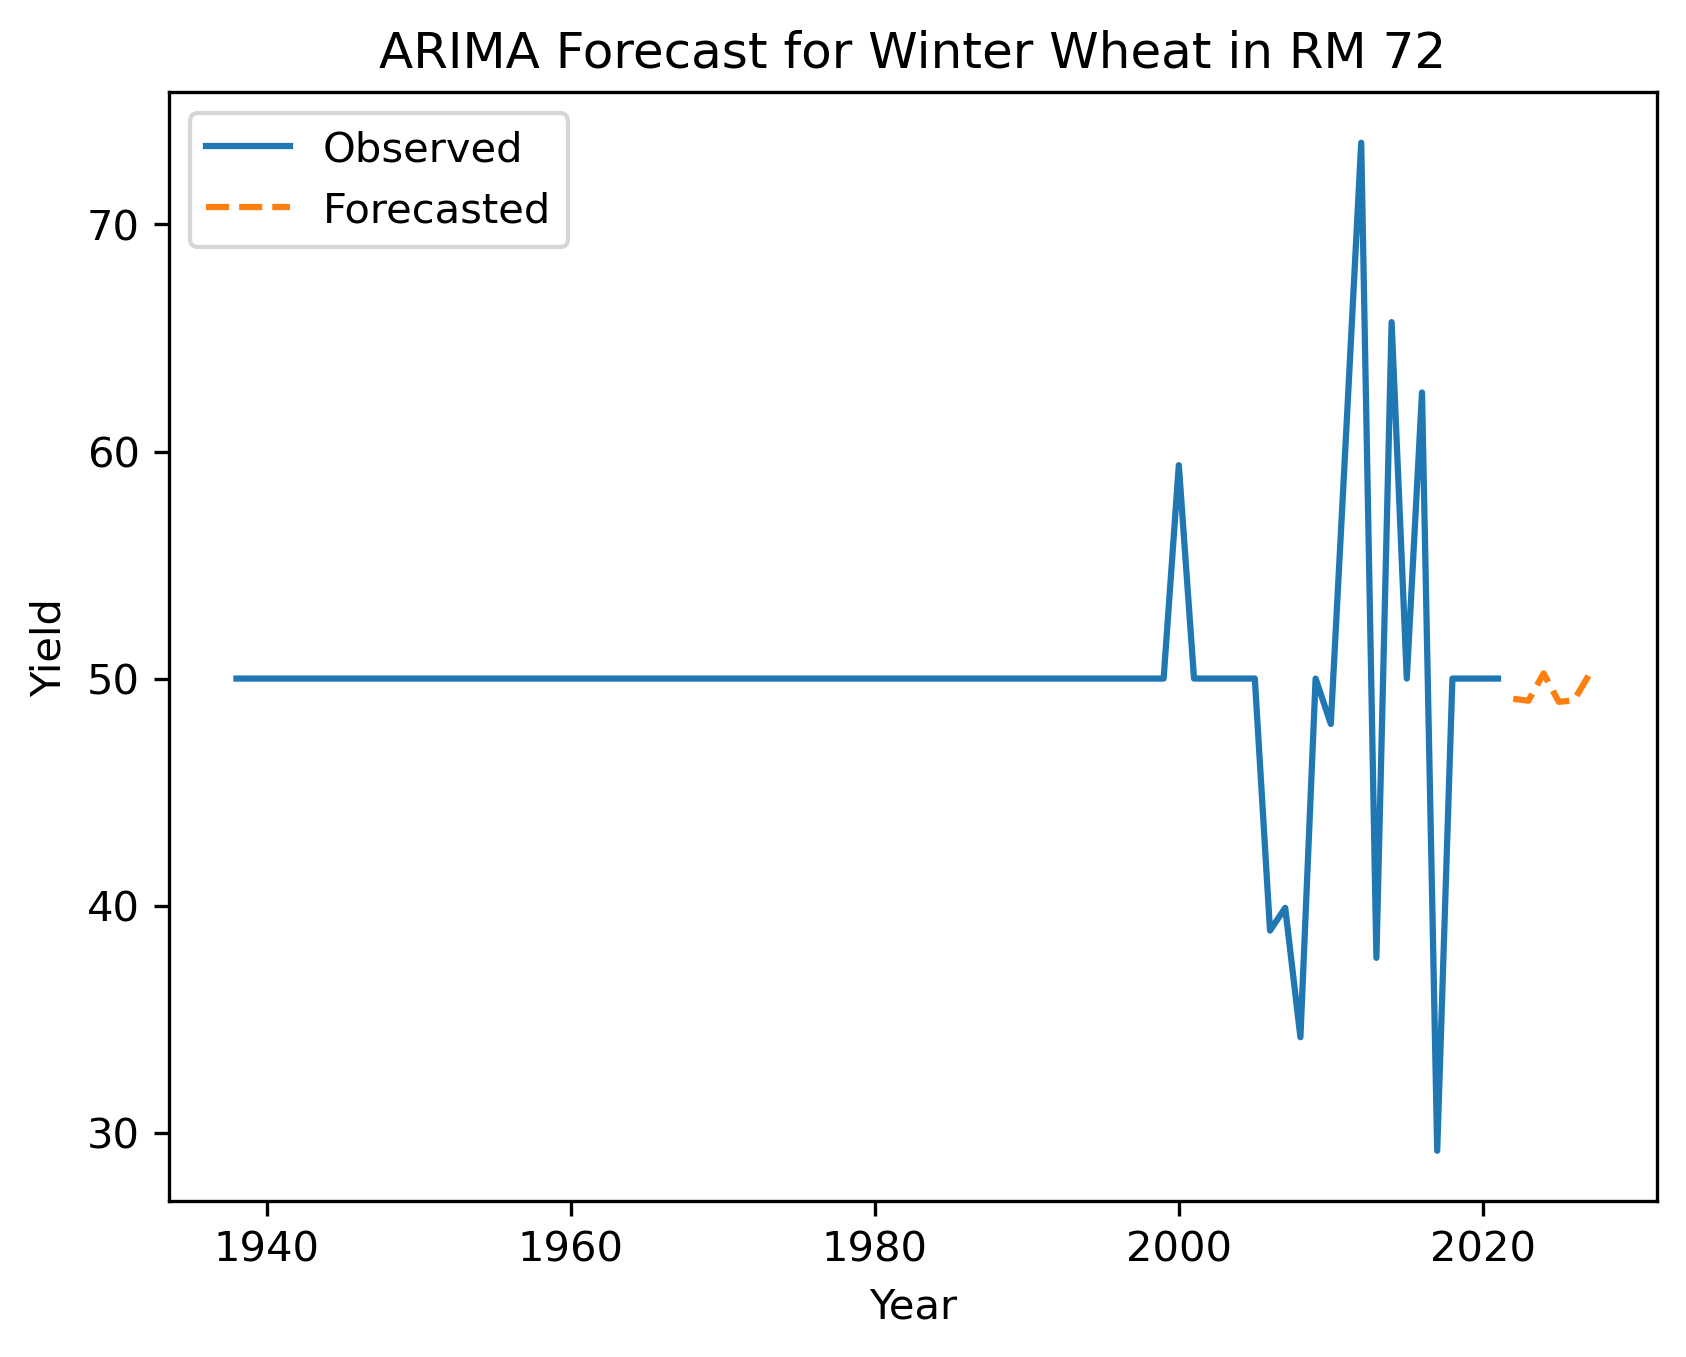 ARIMA Forecast for Winter Wheat in RM 72
Observed
Forecasted
70
60
50
40
30
Yield
1940 1960 1980 2000 2020
Year